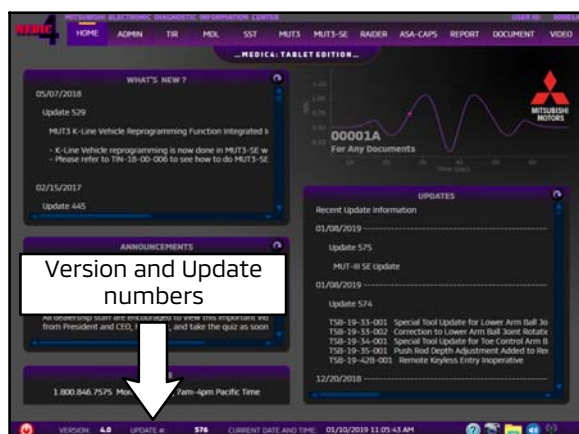 MITSUBISHI ELECTRONIC DIAGNOSTIC INFORMATION CENTER
USER ID: 00001A
MEDIC 4
HOME ADMIN TIR MDL SST MUT3 MUT3-SE RAIDER ASA-CAPS REPORT DOCUMENT VIDEO
MEDIC4: TABLET EDITION
WHAT'S NEW ?
05/07/2018
Update 529
MUT3 K-Line Vehicle Reprogramming Function Integrated
- K-Line Vehicle reprogramming is now done in MUT3-SE w
- Please refer to TIN-18-00-006 to see how to do MUT3-SE
02/15/2017
Update 445
00001A
For Any Documents
MITSUBISHI
MOTORS
UPDATES
Recent Update Information
01/08/2019
Update 575
MUT-III SE Update
01/08/2019
Update 574
TSB-19-33-001 Special Tool Update for Lower Arm Ball Jo
TSB-19-33-002 Correction to Lower Arm Ball Joint Rotatio
TSB-19-34-001 Special Tool Update for Toe Control Arm B
TSB-19-35-001 Push Rod Depth Adjustment Added to Re
TSB-19-42B-001 Remote Keyless Entry Inoperative
12/20/2018
ANNOUNCEMENTS
Version and Update
numbers
All dealership staff are encouraged to view this important
from President and CEO, and take the quiz as soon
1.800.846.7575 7am-4pm Pacific Time
VERSION: 4.0 UPDATE #: 576 CURRENT DATE AND TIME: 01/10/2019 11:05:43 AM